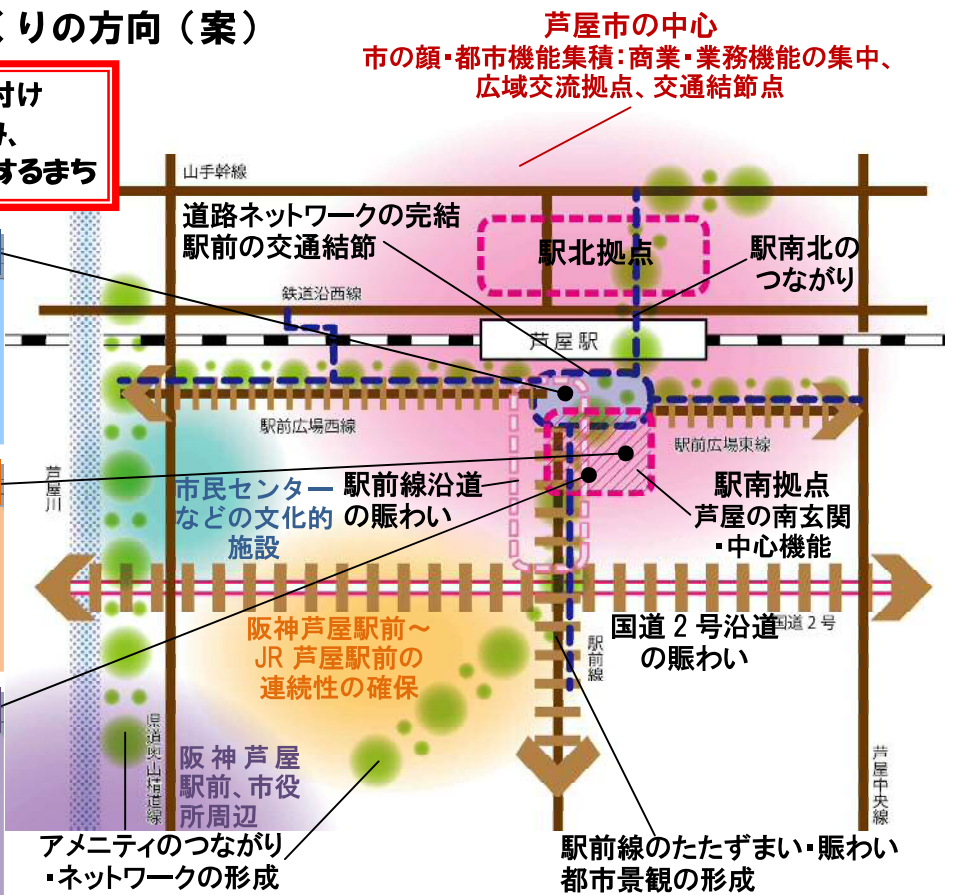 くりの方向（案）
付け
み、
するまち
芦屋市の中心
市の顔・都市機能集積：商業・業務機能の集中、
広域交流拠点、交通結節点
山手幹線
道路ネットワークの完結
駅前の交通結節
駅北拠点
駅南北の
つながり
鉄道沿西線
芦屋駅
駅前広場西線
駅前広場東線
芦屋川
市民センター
などの文化的
施設
駅前線沿道
の賑わい
駅南拠点
芦屋の南玄関
・中心機能
阪神芦屋駅前～
JR芦屋駅前の
連続性の確保
国道２号沿道
の賑わい
国道２号
駅前線
県道奥山精道線
阪神芦屋
駅前、市役
所周辺
芦屋中央線
アメニティのつながり
・ネットワークの形成
駅前線のたたずまい・賑わい
都市景観の形成